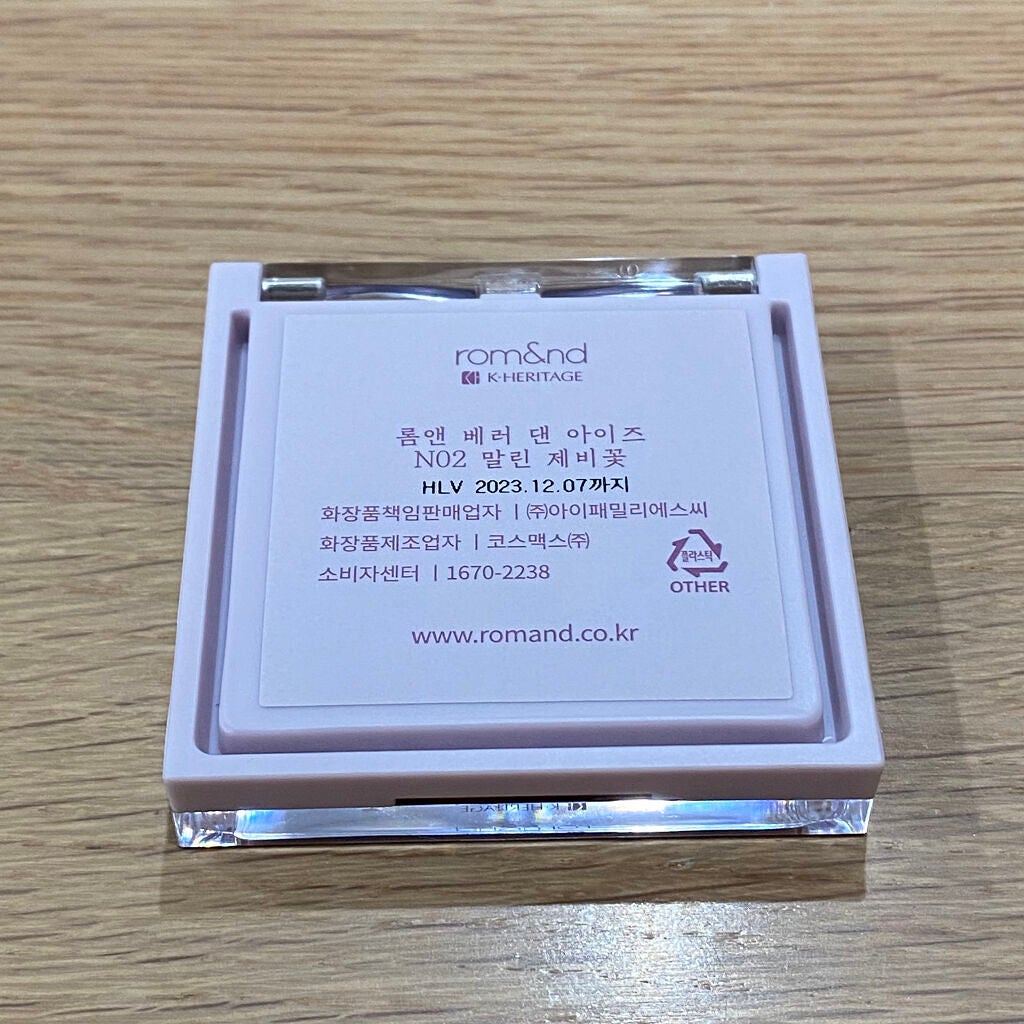 rom&nd
K·HERITAGE
롬앤 베러 댄 아이즈
N02 말린 제비꽃
HLV 2023.12.07까지
화장품책임판매업자 ㅣ㈜아이패밀리에스씨
화장품제조업자 ㅣ코스맥스㈜
소비자센터 ㅣ1670-2238
플라스틱
OTHER
www.romand.co.kr
K·HERITAGE